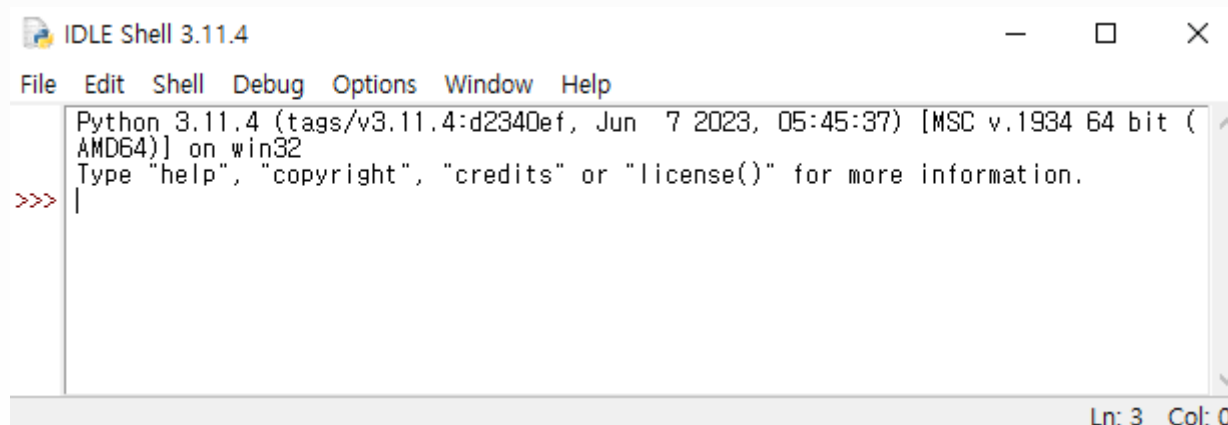 IDLE Shell 3.11.4
File Edit Shell Debug Options Window Help
Python 3.11.4 (tags/v3.11.4:d2340ef, Jun  7 2023, 05:45:37) [MSC v.1934 64 bit (
AMD64)] on win32
Type "help", "copyright", "credits" or "license()" for more information.
>>>
Ln: 3 Col: 0